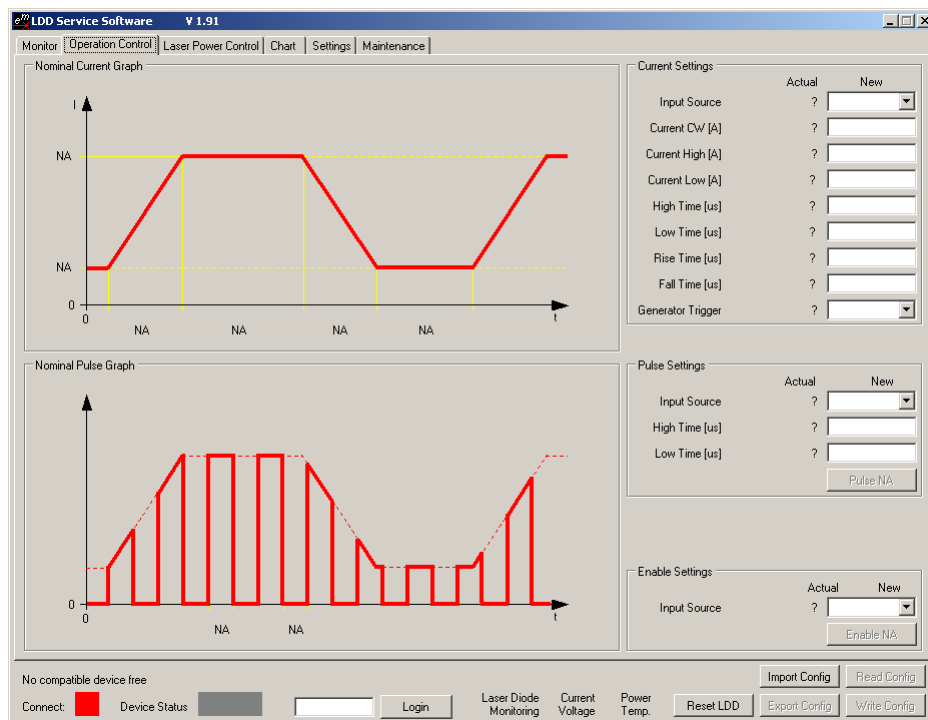 LDD Service Software V 1.91
Monitor Operation Control Laser Power Control Chart Settings Maintenance
Nominal Current Graph
I
NA
NA
0
0
t
NA NA NA NA
Nominal Pulse Graph
0
0
t
NA NA
Current Settings
Actual New
Input Source ?
Current CW [A] ?
Current High [A] ?
Current Low [A] ?
High Time [us] ?
Low Time [us] ?
Rise Time [us] ?
Fall Time [us] ?
Generator Trigger ?
Pulse Settings
Actual New
Input Source ?
High Time [us] ?
Low Time [us] ?
Pulse NA
Enable Settings
Actual New
Input Source ?
Enable NA
No compatible device free
Connect: Device Status Login
Laser Diode Monitoring
Current Voltage
Power Temp.
Reset LDD
Import Config Read Config
Export Config Write Config